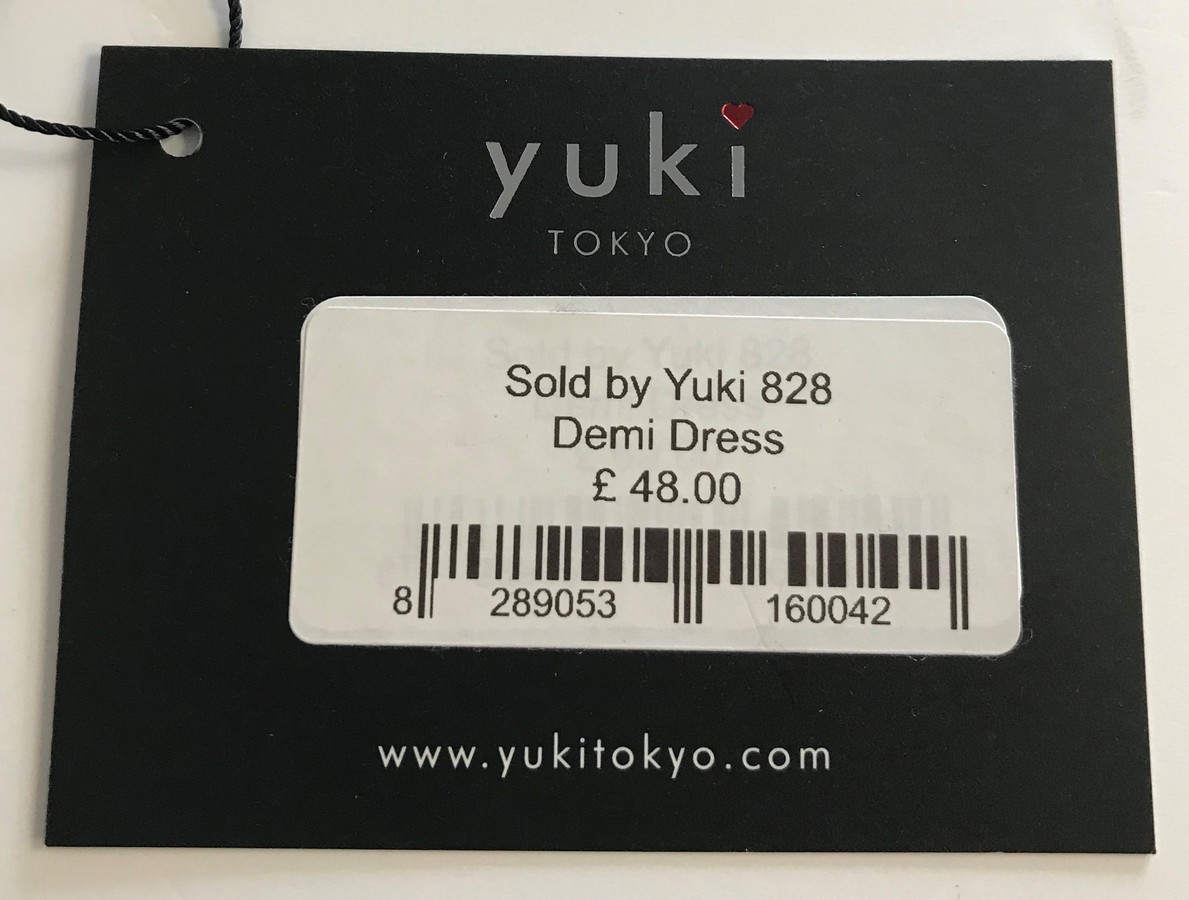 yuki
TOKYO
Sold by Yuki 828
Demi Dress
£ 48.00
8 289053 160042
www.yukitokyo.com